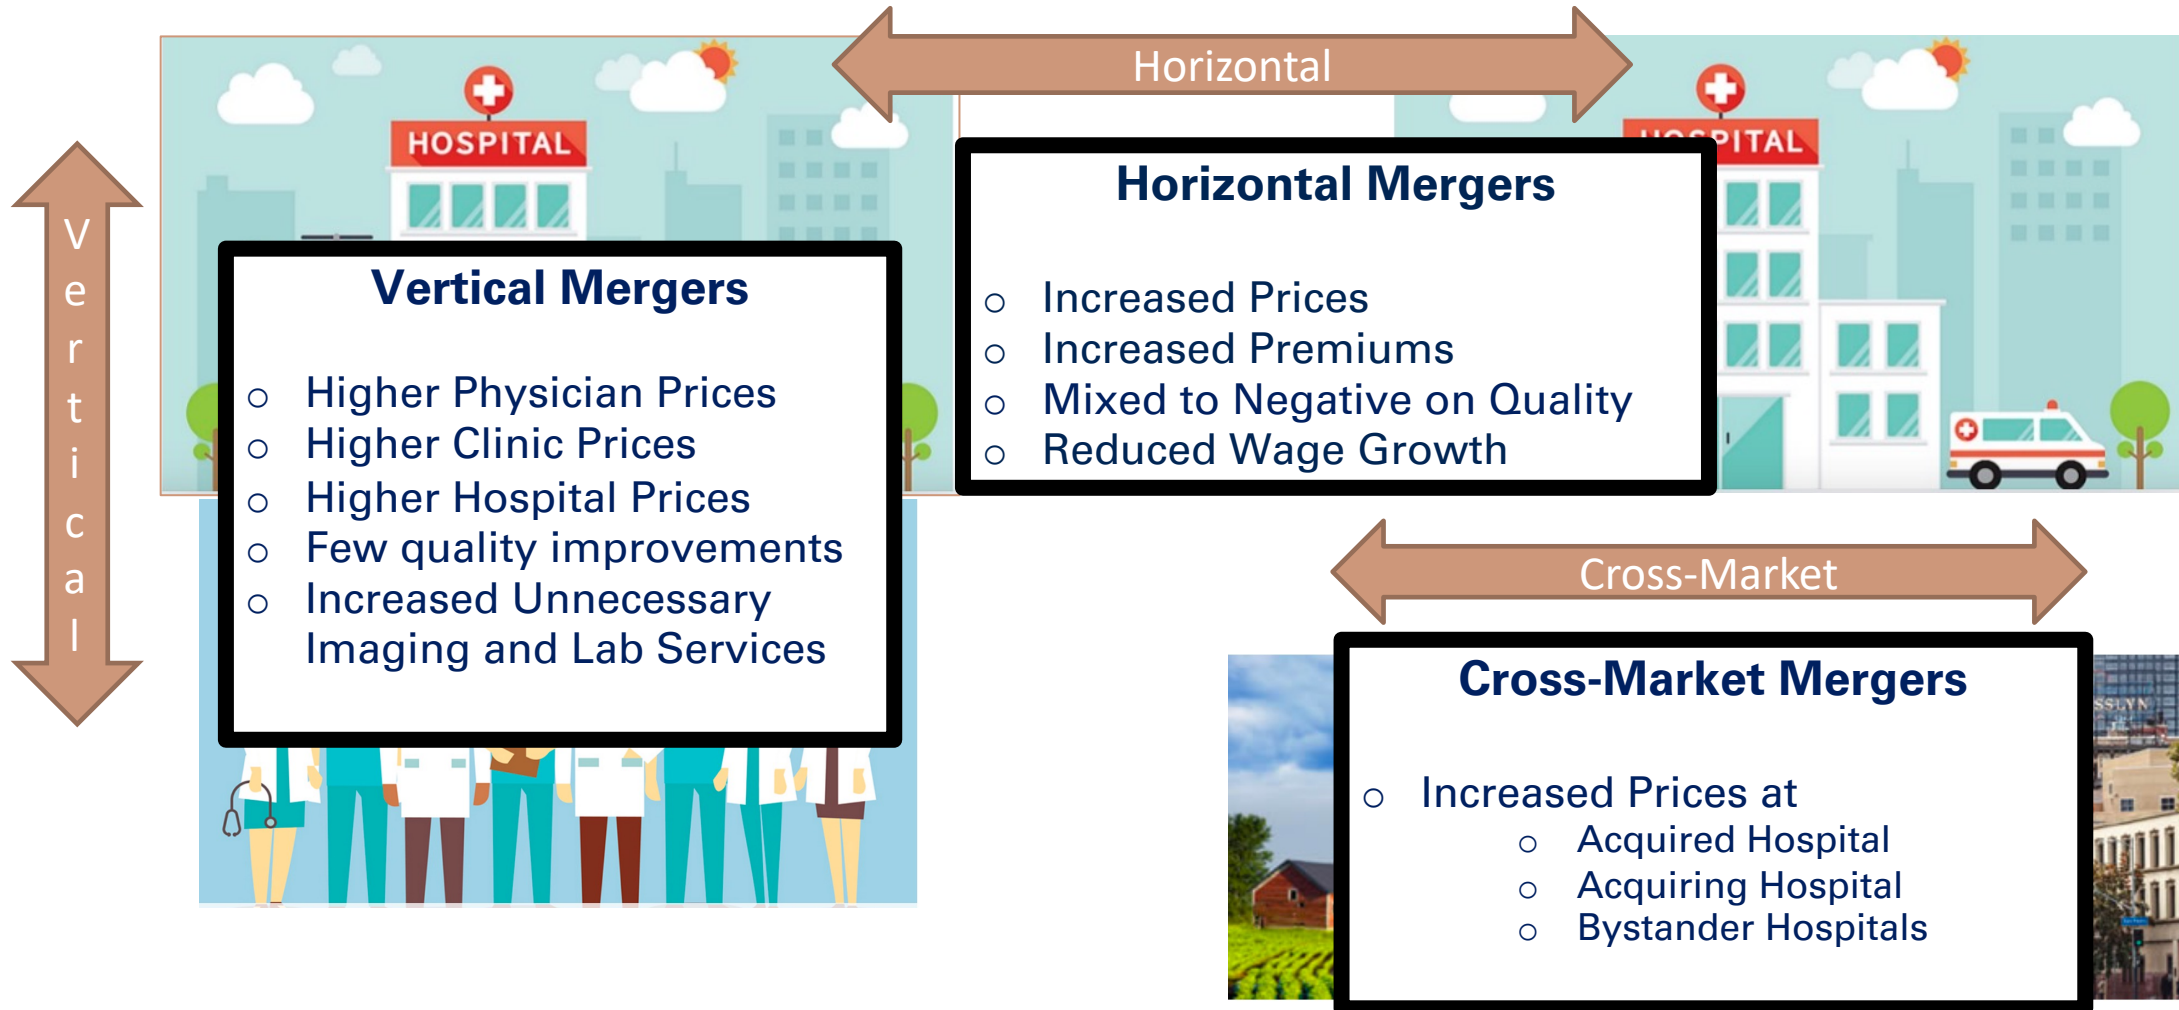 Horizontal
HOSPITAL
HOSPITAL
Vertical
Horizontal Mergers
○ Increased Prices
○ Increased Premiums
○ Mixed to Negative on Quality
○ Reduced Wage Growth
Vertical Mergers
○ Higher Physician Prices
○ Higher Clinic Prices
○ Higher Hospital Prices
○ Few quality improvements
○ Increased Unnecessary
Imaging and Lab Services
Cross-Market
Cross-Market Mergers
○ Increased Prices at
○ Acquired Hospital
○ Acquiring Hospital
○ Bystander Hospitals